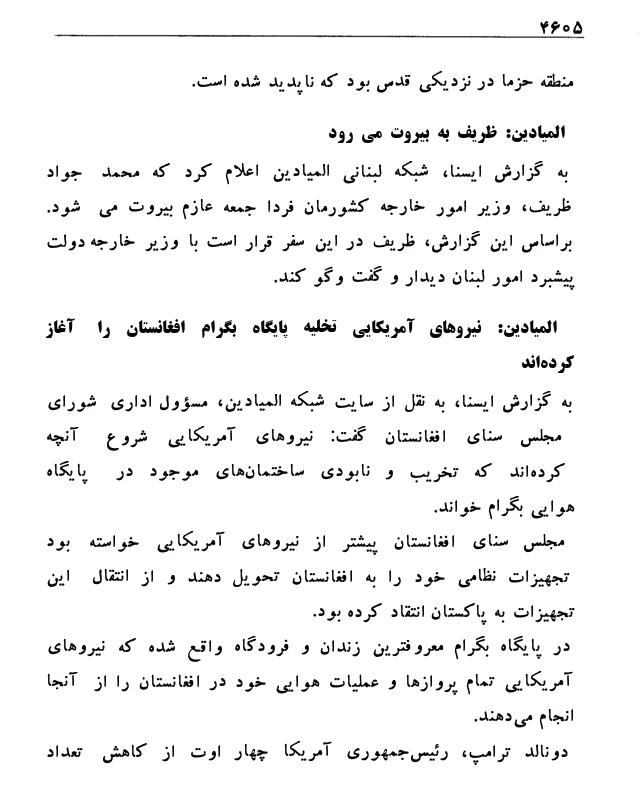 ۴۶۰۵
منطقه حزما در نزدیکی قدس بود که ناپدید شده است.
المیادین: ظریف به بیروت می رود
به گزارش ایسنا، شبکه لبنانی المیادین اعلام کرد که محمد جواد
ظریف، وزیر امور خارجه کشورمان فردا جمعه عازم بیروت می شود.
براساس این گزارش، ظریف در این سفر قرار است با وزیر خارجه دولت
پیشبرد امور لبنان دیدار و گفت وگو کند.
المیادین: نیروهای آمریکایی تخلیه پایگاه بگرام افغانستان را آغاز
کرده‌اند
به گزارش ایسنا، به نقل از سایت شبکه المیادین، مسؤول اداری شورای
مجلس سنای افغانستان گفت: نیروهای آمریکایی شروع آنچه
کرده‌اند که تخریب و نابودی ساختمان‌های موجود در پایگاه
هوایی بگرام خواند.
مجلس سنای افغانستان پیشتر از نیروهای آمریکایی خواسته بود
تجهیزات نظامی خود را به افغانستان تحویل دهند و از انتقال این
تجهیزات به پاکستان انتقاد کرده بود.
در پایگاه بگرام معروفترین زندان و فرودگاه واقع شده که نیروهای
آمریکایی تمام پروازها و عملیات هوایی خود در افغانستان را از آنجا
انجام می‌دهند.
دونالد ترامپ، رئیس‌جمهوری آمریکا چهار اوت از کاهش تعداد